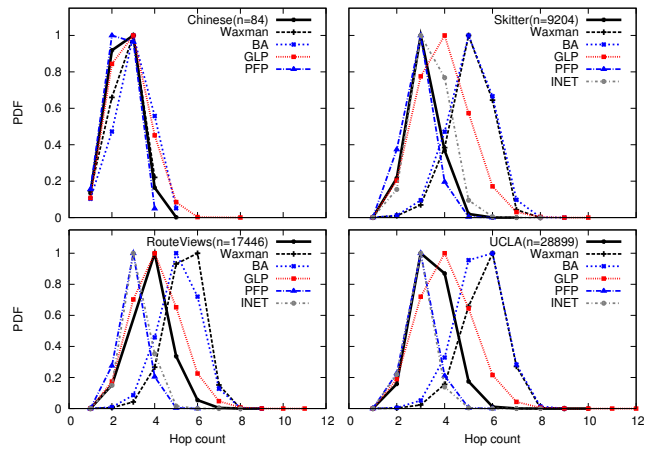 Chinese(n=84)
Waxman
BA
GLP
PFP
PDF
1
0.8
0.6
0.4
0.2
0
Skitter(n=9204)
Waxman
BA
GLP
PFP
INET
RouteViews(n=17446)
Waxman
BA
GLP
PFP
INET
PDF
1
0.8
0.6
0.4
0.2
0
0 2 4 6 8 10 12
Hop count
UCLA(n=28899)
Waxman
BA
GLP
PFP
INET
2 4 6 8 10 12
Hop count